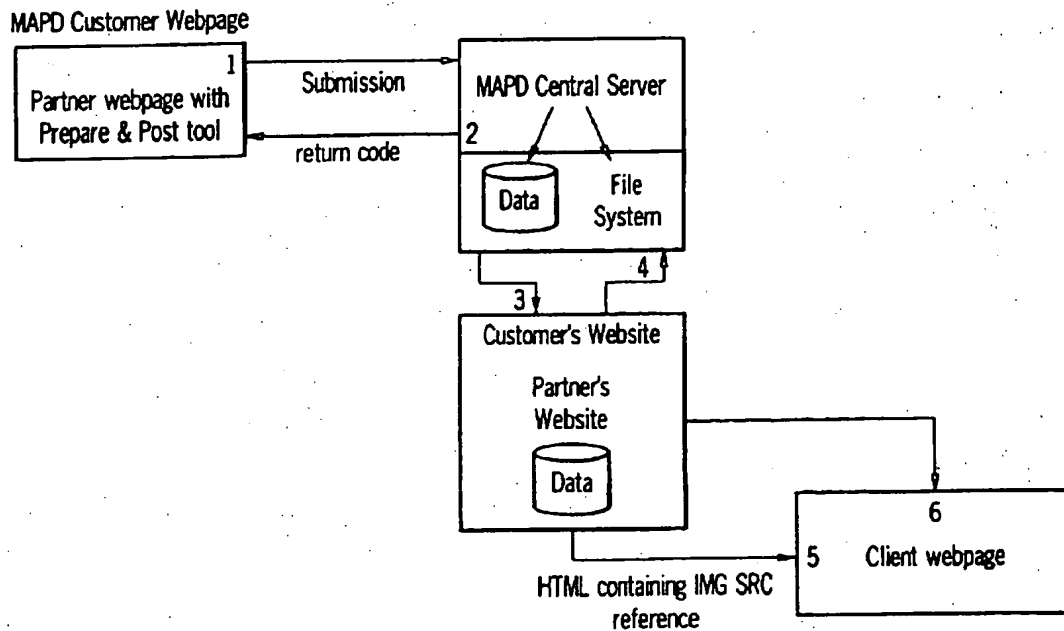 MAPD Customer Webpage
1
Partner webpage with
Prepare & Post tool
Submission
return code
MAPD Central Server
2
Data
File
System
3
4
Customer's Website
Partner's
Website
Data
6
5
Client webpage
HTML containing IMG SRC
reference